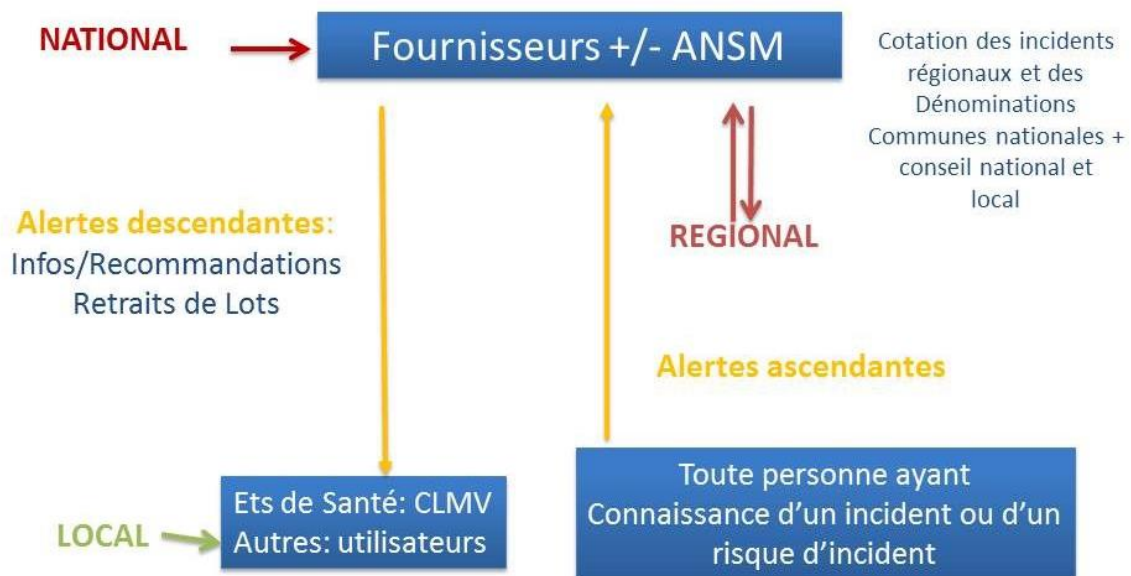 NATIONAL
Fournisseurs +/- ANSM
Cotation des incidents
régionaux et des
Dénominations
Communes nationales +
conseil national et
local
REGIONAL
Alertes descendantes:
Infos/Recommandations
Retraits de Lots
Alertes ascendantes
LOCAL
Ets de Santé: CLMV
Autres: utilisateurs
Toute personne ayant
Connaissance d’un incident ou d’un
risque d’incident